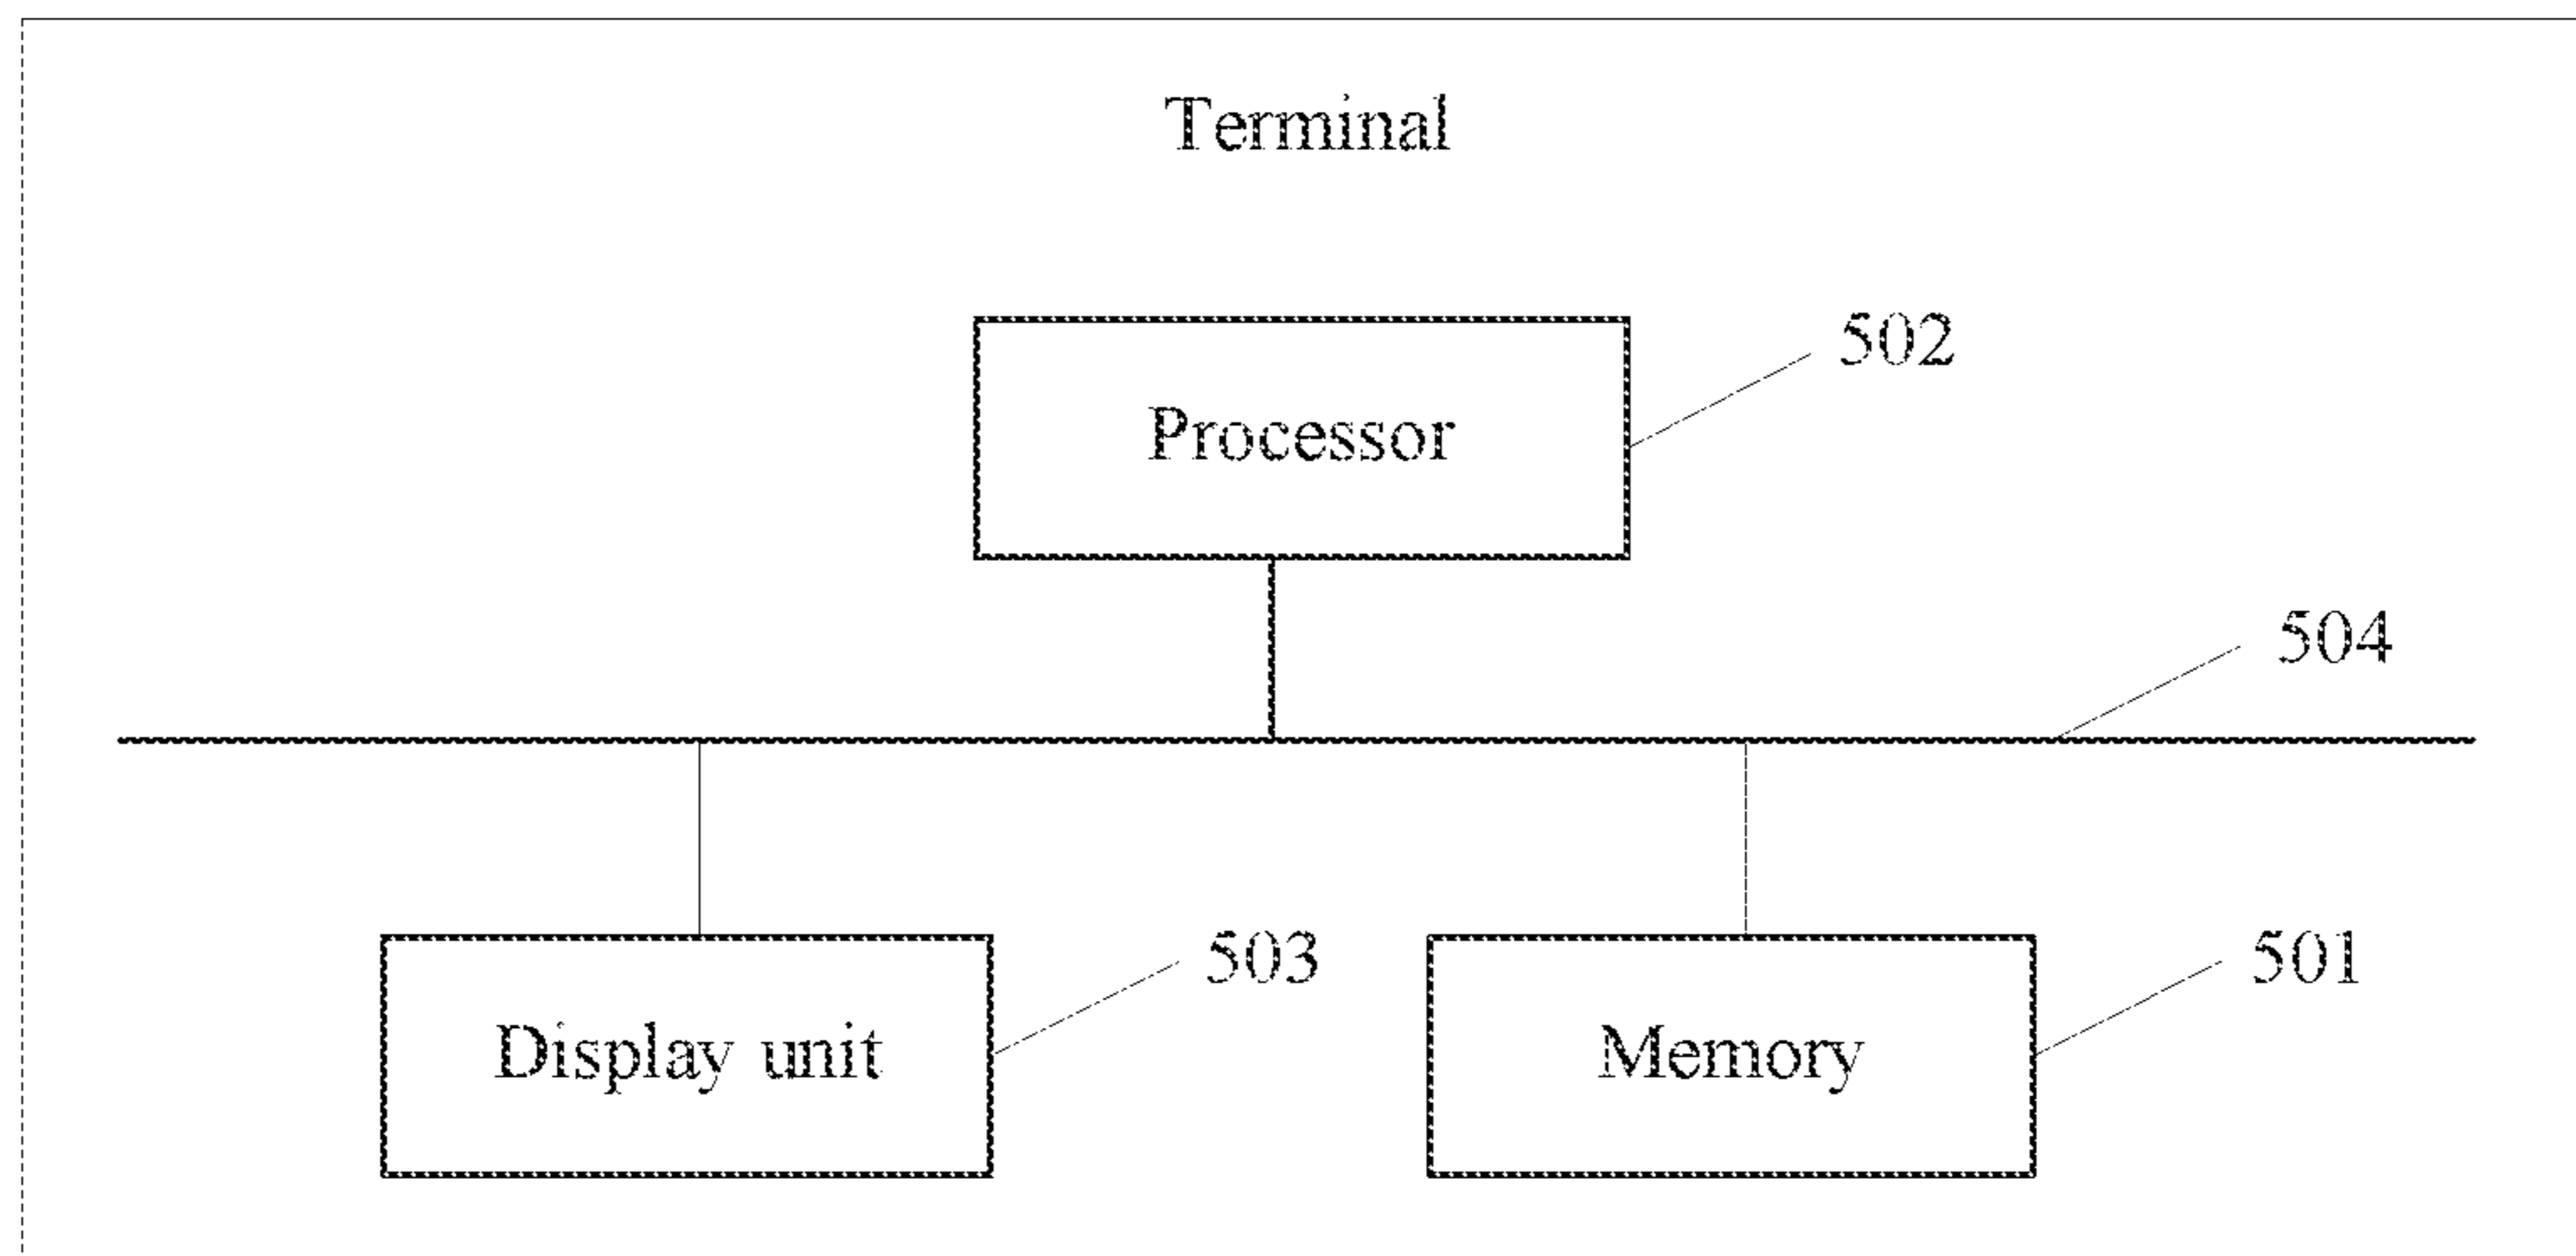 Terminal
502
Processor
504
503
501
Display unit
Memory